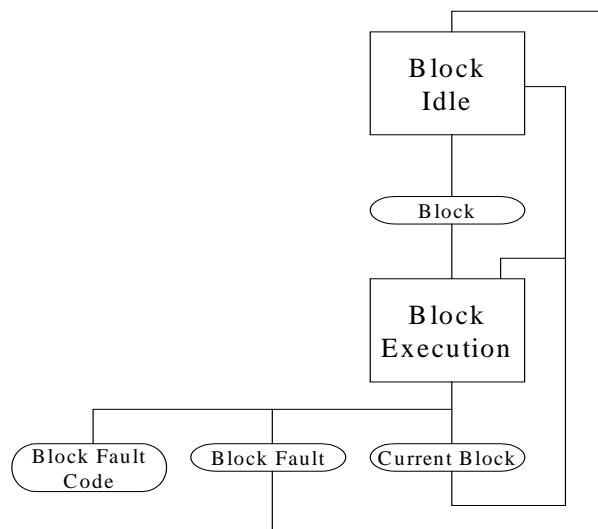 Block
Idle
Block
Block
Execution
Block Fault
Code
Block Fault
Current Block